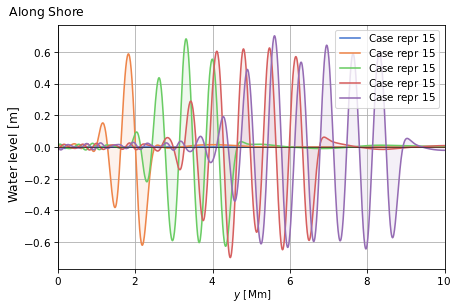 Along Shore
Water level [m]
0.6
0.4
0.2
0.0
−0.2
−0.4
−0.6
Case repr 15
Case repr 15
Case repr 15
Case repr 15
Case repr 15
0 2 4 6 8 10
y [Mm]